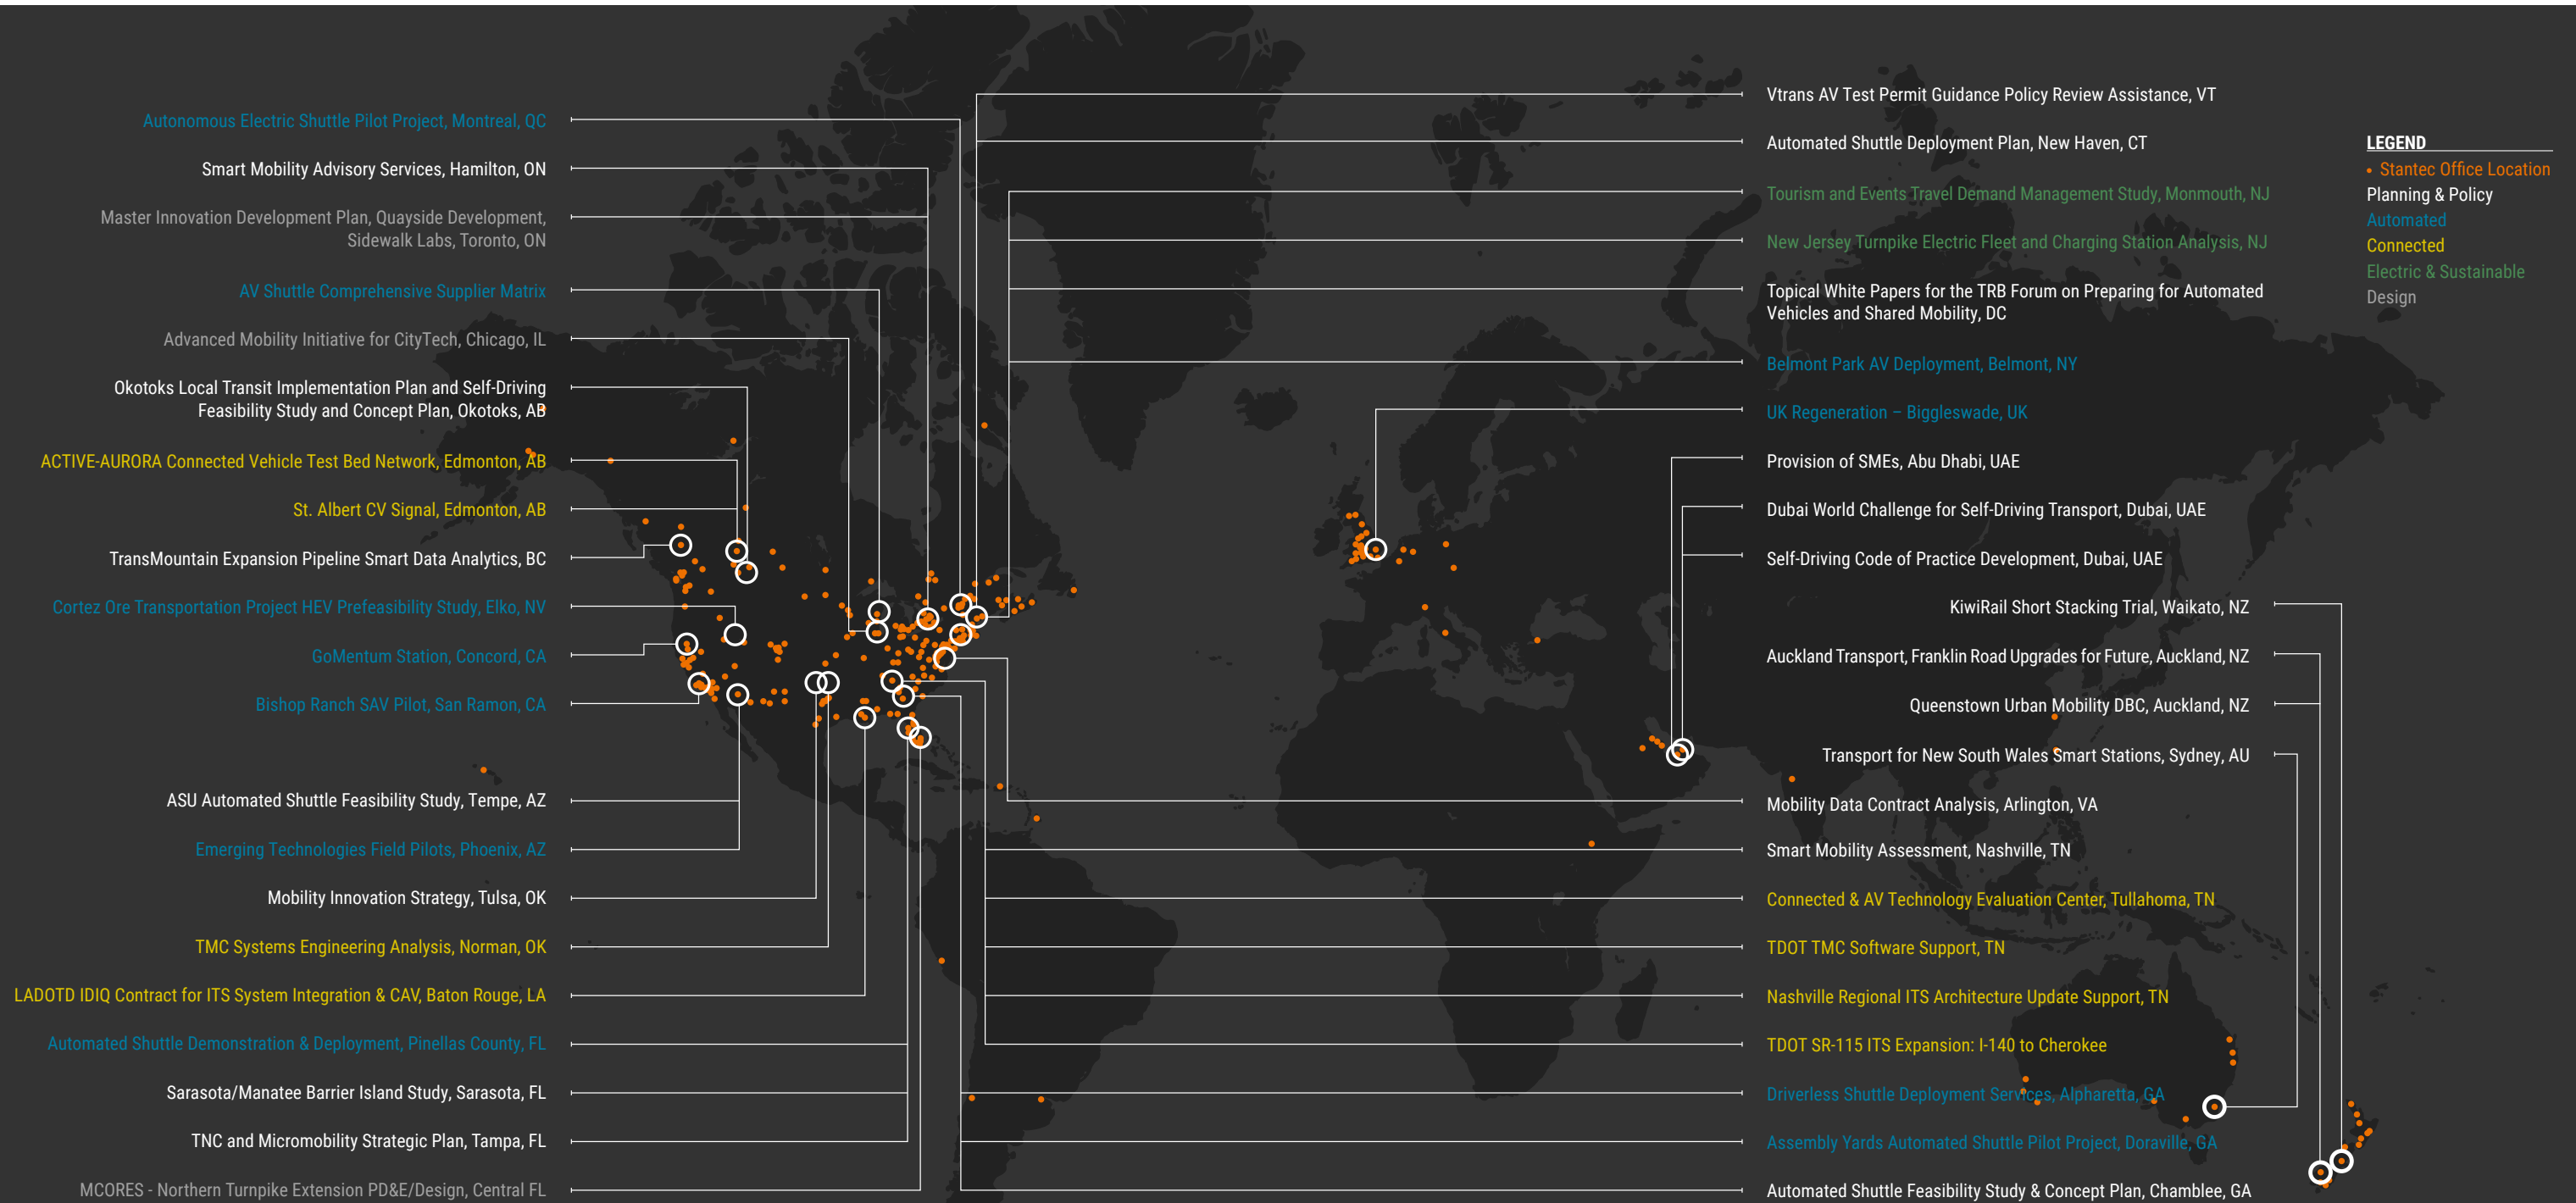 Autonomous Electric Shuttle Pilot Project, Montreal, QC
Smart Mobility Advisory Services, Hamilton, ON
Master Innovation Development Plan, Quayside Development,
Sidewalk Labs, Toronto, ON
AV Shuttle Comprehensive Supplier Matrix
Advanced Mobility Initiative for CityTech, Chicago, IL
Okotoks Local Transit Implementation Plan and Self-Driving
Feasibility Study and Concept Plan, Okotoks, AB
ACTIVE-AURORA Connected Vehicle Test Bed Network, Edmonton, AB
St. Albert CV Signal, Edmonton, AB
TransMountain Expansion Pipeline Smart Data Analytics, BC
Cortez Ore Transportation Project HEV Prefeasibility Study, Elko, NV
GoMentum Station, Concord, CA
Bishop Ranch SAV Pilot, San Ramon, CA
ASU Automated Shuttle Feasibility Study, Tempe, AZ
Emerging Technologies Field Pilots, Phoenix, AZ
Mobility Innovation Strategy, Tulsa, OK
TMC Systems Engineering Analysis, Norman, OK
LADOTD IDIQ Contract for ITS System Integration & CAV, Baton Rouge, LA
Automated Shuttle Demonstration & Deployment, Pinellas County, FL
Sarasota/Manatee Barrier Island Study, Sarasota, FL
TNC and Micromobility Strategic Plan, Tampa, FL
MCORES - Northern Turnpike Extension PD&E/Design, Central FL
Vtrans AV Test Permit Guidance Policy Review Assistance, VT
Automated Shuttle Deployment Plan, New Haven, CT
Tourism and Events Travel Demand Management Study, Monmouth, NJ
New Jersey Turnpike Electric Fleet and Charging Station Analysis, NJ
Topical White Papers for the TRB Forum on Preparing for Automated
Vehicles and Shared Mobility, DC
Belmont Park AV Deployment, Belmont, NY
UK Regeneration – Biggleswade, UK
Provision of SMEs, Abu Dhabi, UAE
Dubai World Challenge for Self-Driving Transport, Dubai, UAE
Self-Driving Code of Practice Development, Dubai, UAE
KiwiRail Short Stacking Trial, Waikato, NZ
Auckland Transport, Franklin Road Upgrades for Future, Auckland, NZ
Queenstown Urban Mobility DBC, Auckland, NZ
Transport for New South Wales Smart Stations, Sydney, AU
Mobility Data Contract Analysis, Arlington, VA
Smart Mobility Assessment, Nashville, TN
Connected & AV Technology Evaluation Center, Tullahoma, TN
TDOT TMC Software Support, TN
Nashville Regional ITS Architecture Update Support, TN
TDOT SR-115 ITS Expansion: I-140 to Cherokee
Driverless Shuttle Deployment Services, Alpharetta, GA
Assembly Yards Automated Shuttle Pilot Project, Doraville, GA
Automated Shuttle Feasibility Study & Concept Plan, Chamblee, GA
LEGEND
• Stantec Office Location
Planning & Policy
Automated
Connected
Electric & Sustainable
Design